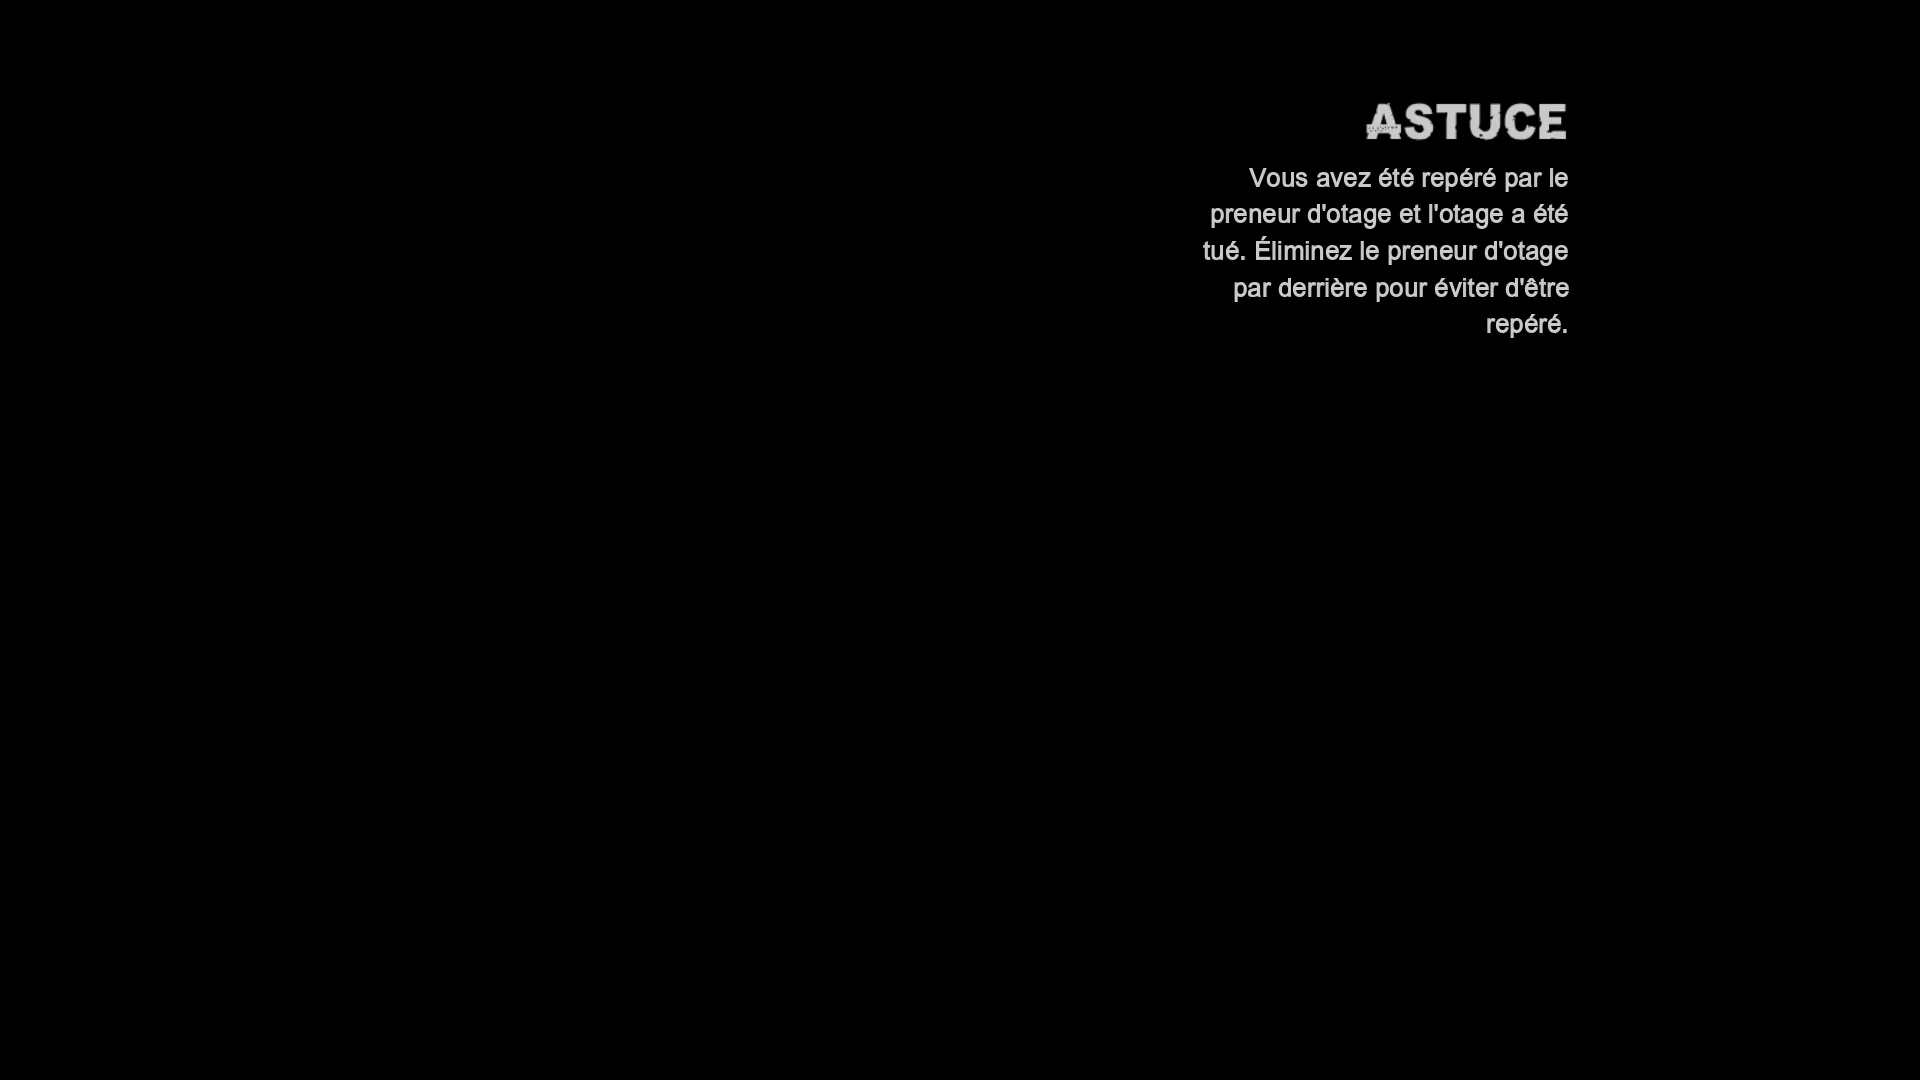 ASTUCE
Vous avez été repéré par le
preneur d'otage et l'otage a été
tué. Éliminez le preneur d'otage
par derrière pour éviter d'être
repéré.